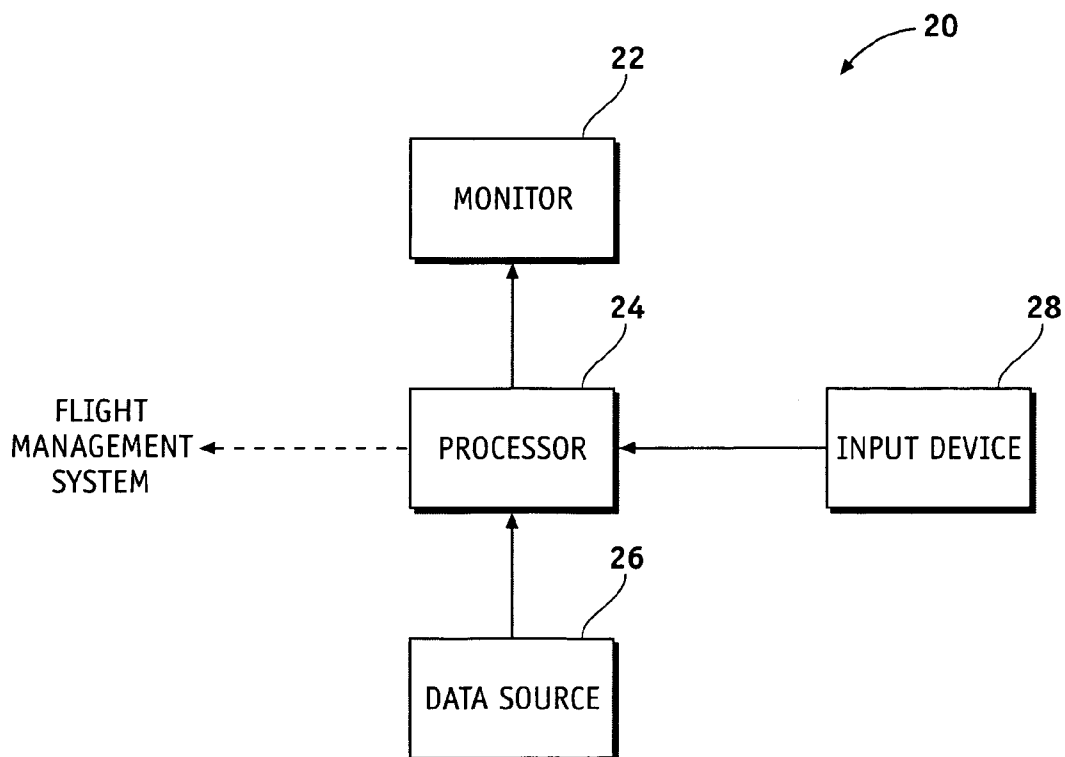 20
22
MONITOR
24
28
FLIGHT
MANAGEMENT
SYSTEM
PROCESSOR
INPUT DEVICE
26
DATA SOURCE